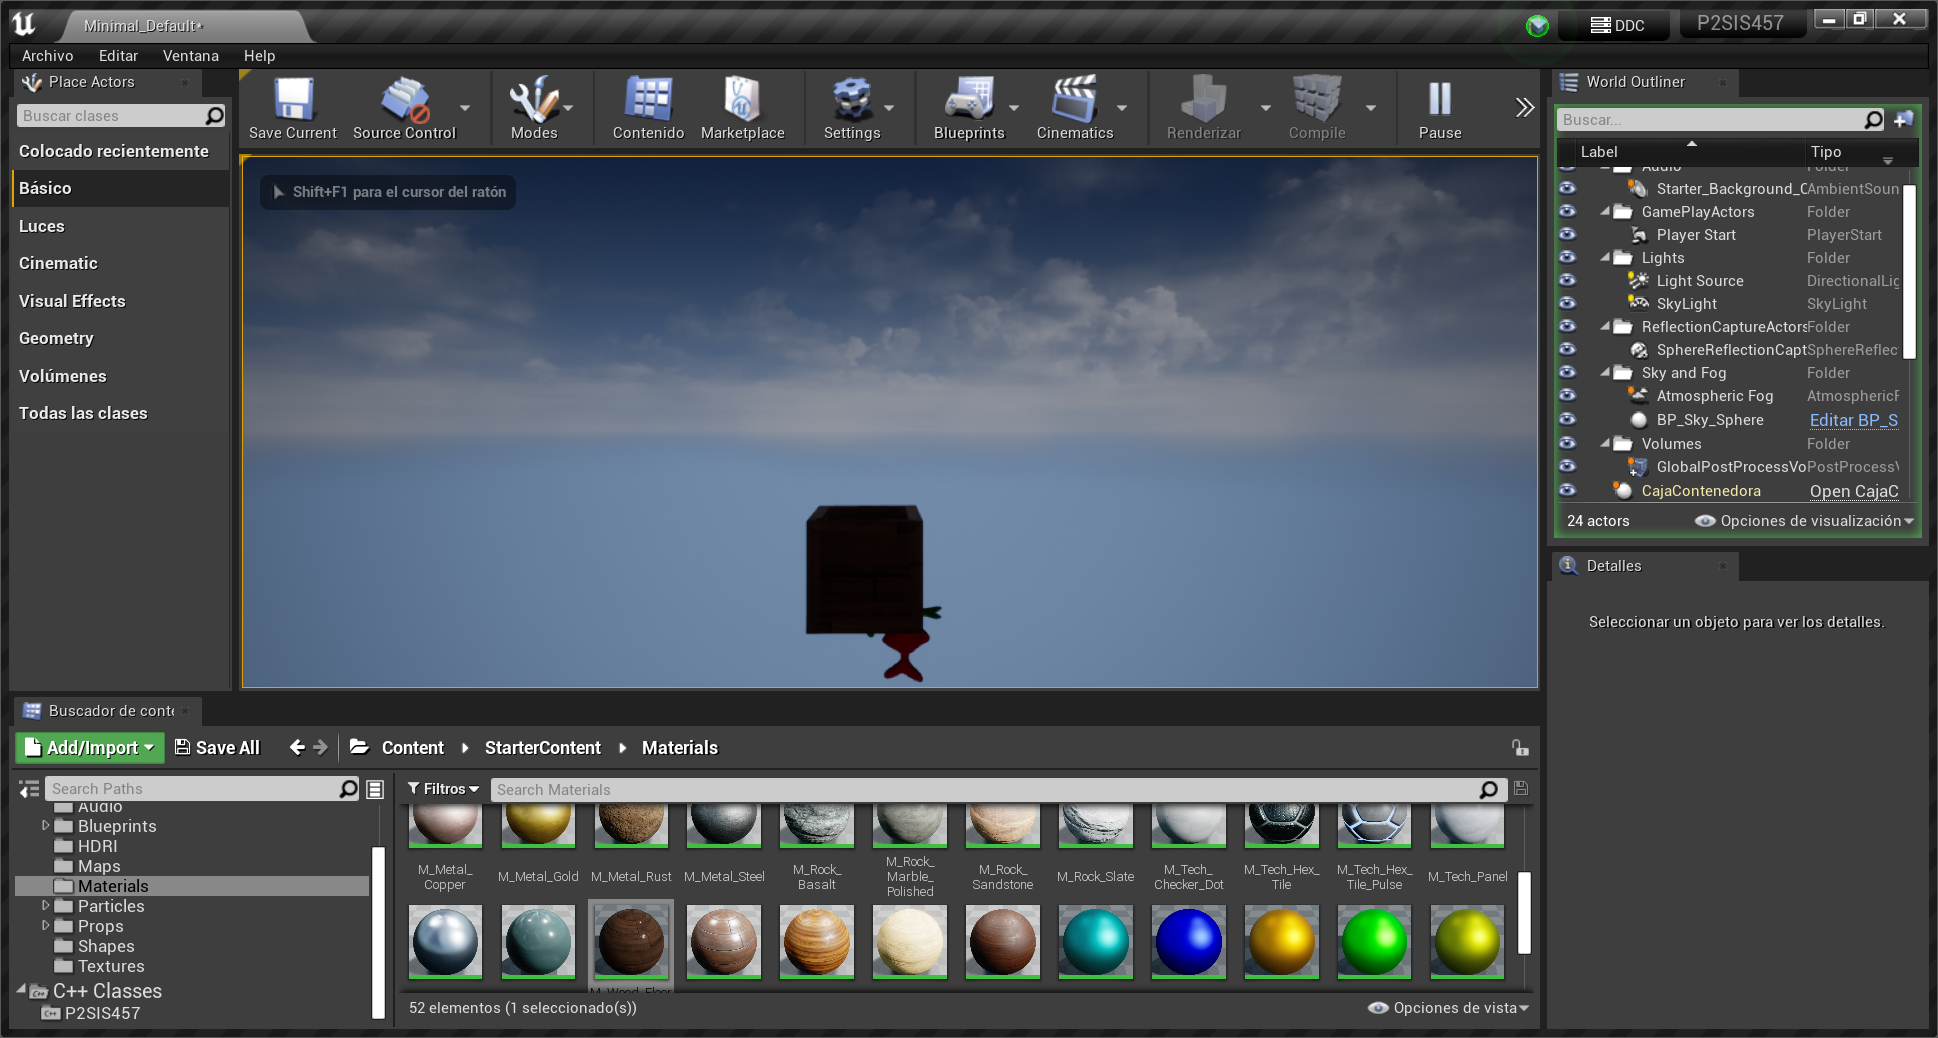 Minimal_Default*
DDC
P2SIS457
Archivo
Editar
Ventana
Help
Place Actors
Buscar clases
Colocado recientemente
Básico
Luces
Cinematic
Visual Effects
Geometry
Volúmenes
Todas las clases
Save Current
Source Control
Modes
Contenido
Marketplace
Settings
Blueprints
Cinematics
Renderizar
Compile
Pause
Shift+F1 para el cursor del ratón
World Outliner
Buscar...
Label
Tipo
Audio Folder
Starter_Background_C AmbientSoun
GamePlayActors Folder
Player Start PlayerStart
Lights Folder
Light Source DirectionalLig
SkyLight SkyLight
ReflectionCaptureActors Folder
SphereReflectionCapt SphereReflec
Sky and Fog Folder
Atmospheric Fog AtmosphericF
BP_Sky_Sphere Editar BP_S
Volumes Folder
GlobalPostProcessVo PostProcessV
CajaContenedora Open CajaC
24 actors
Opciones de visualización
Detalles
Seleccionar un objeto para ver los detalles.
Buscador de conte
Add/Import
Save All
Content
StarterContent
Materials
Search Paths
Audio
Blueprints
HDRI
Maps
Materials
Particles
Props
Shapes
Textures
C++ Classes
P2SIS457
Filtros
Search Materials
M_Metal_
Copper
M_Metal_Gold
M_Metal_Rust
M_Metal_Steel
M_Rock_
Basalt
M_Rock_
Marble_
Polished
M_Rock_
Sandstone
M_Rock_Slate
M_Tech_
Checker_Dot
M_Tech_Hex_
Tile
M_Tech_Hex_
Tile_Pulse
M_Tech_Panel
M_Wood_Floor
52 elementos (1 seleccionado(s))
Opciones de vista